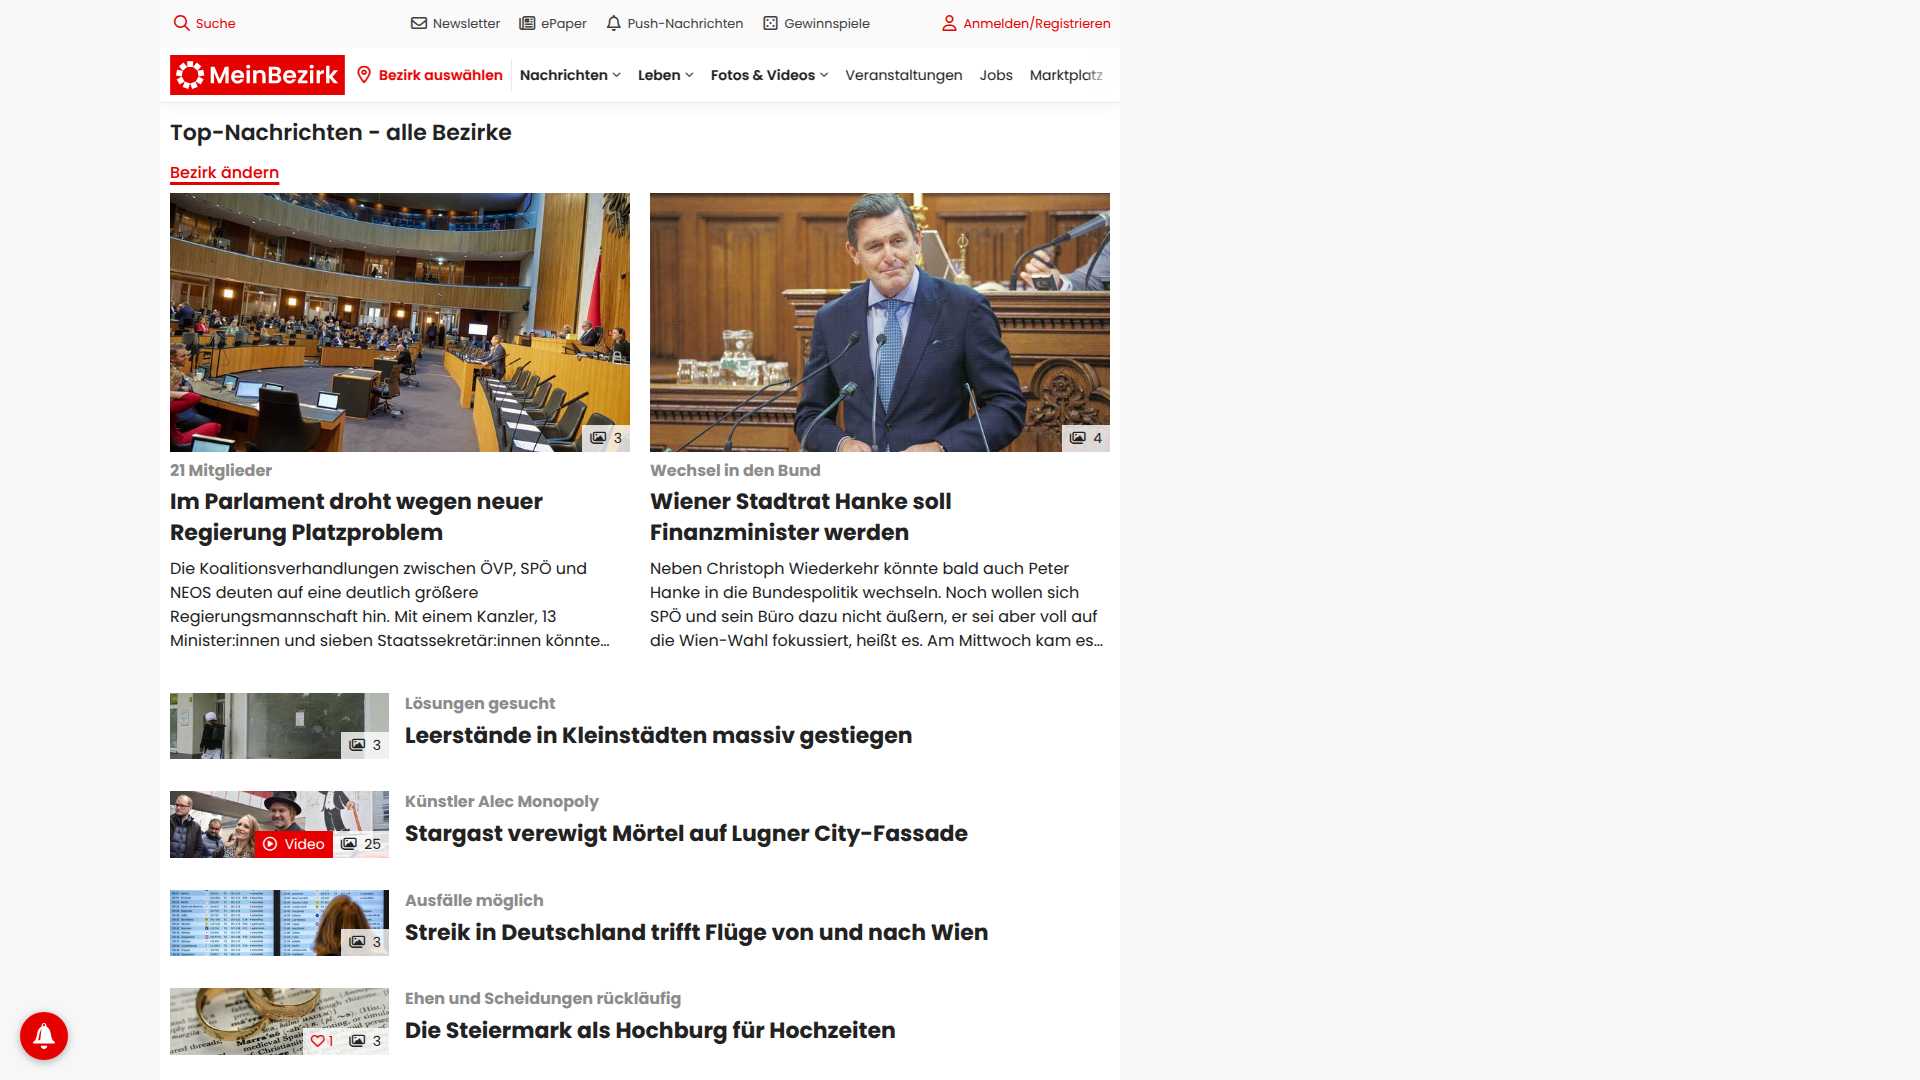 Suche
Newsletter
ePaper
Push-Nachrichten
Gewinnspiele
Anmelden/Registrieren
MeinBezirk
Bezirk auswählen
Nachrichten
Leben
Fotos & Videos
Veranstaltungen
Jobs
Marktplatz
Top-Nachrichten - alle Bezirke
Bezirk ändern
3
4
21 Mitglieder
Im Parlament droht wegen neuer
Regierung Platzproblem
Die Koalitionsverhandlungen zwischen ÖVP, SPÖ und
NEOS deuten auf eine deutlich größere
Regierungsmannschaft hin. Mit einem Kanzler, 13
Minister:innen und sieben Staatssekretär:innen könnte...
Wechsel in den Bund
Wiener Stadtrat Hanke soll
Finanzminister werden
Neben Christoph Wiederkehr könnte bald auch Peter
Hanke in die Bundespolitik wechseln. Noch wollen sich
SPÖ und sein Büro dazu nicht äußern, er sei aber voll auf
die Wien-Wahl fokussiert, heißt es. Am Mittwoch kam es...
3
Lösungen gesucht
Leerstände in Kleinstädten massiv gestiegen
Video
25
Künstler Alec Monopoly
Stargast verewigt Mörtel auf Lugner City-Fassade
3
Ausfälle möglich
Streik in Deutschland trifft Flüge von und nach Wien
1
3
Ehen und Scheidungen rückläufig
Die Steiermark als Hochburg für Hochzeiten